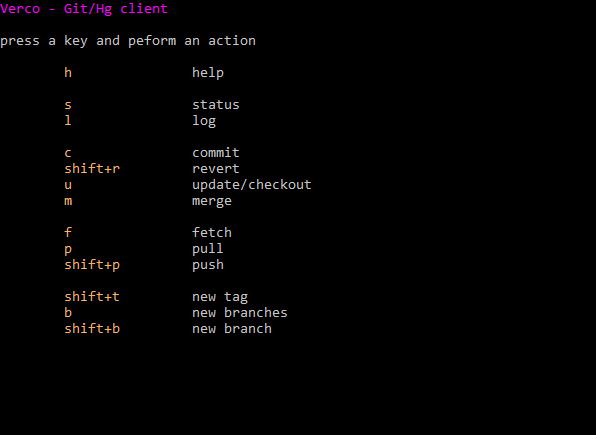 Verco - Git/Hg client
press a key and peform an action
h help
s status
l log
c commit
shift+r revert
u update/checkout
m merge
f fetch
p pull
shift+p push
shift+t new tag
b new branches
shift+b new branch